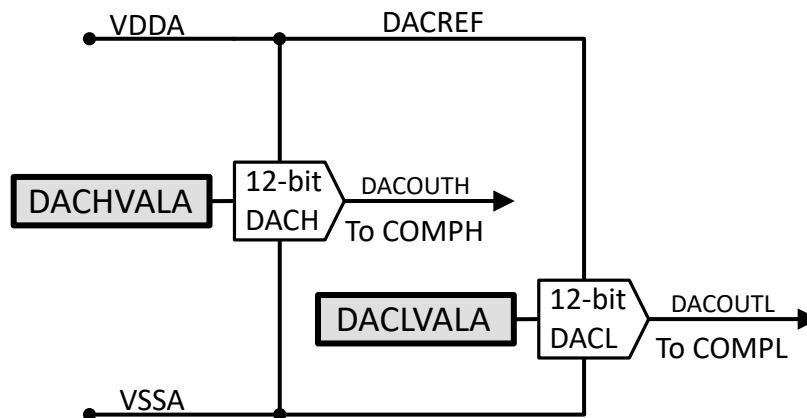 VDDA
DACREF
DACHVALA
12-bit
DACH
DACOUTH
To COMPH
DACLVALA
12-bit
DACL
DACOUTL
To COMPL
VSSA